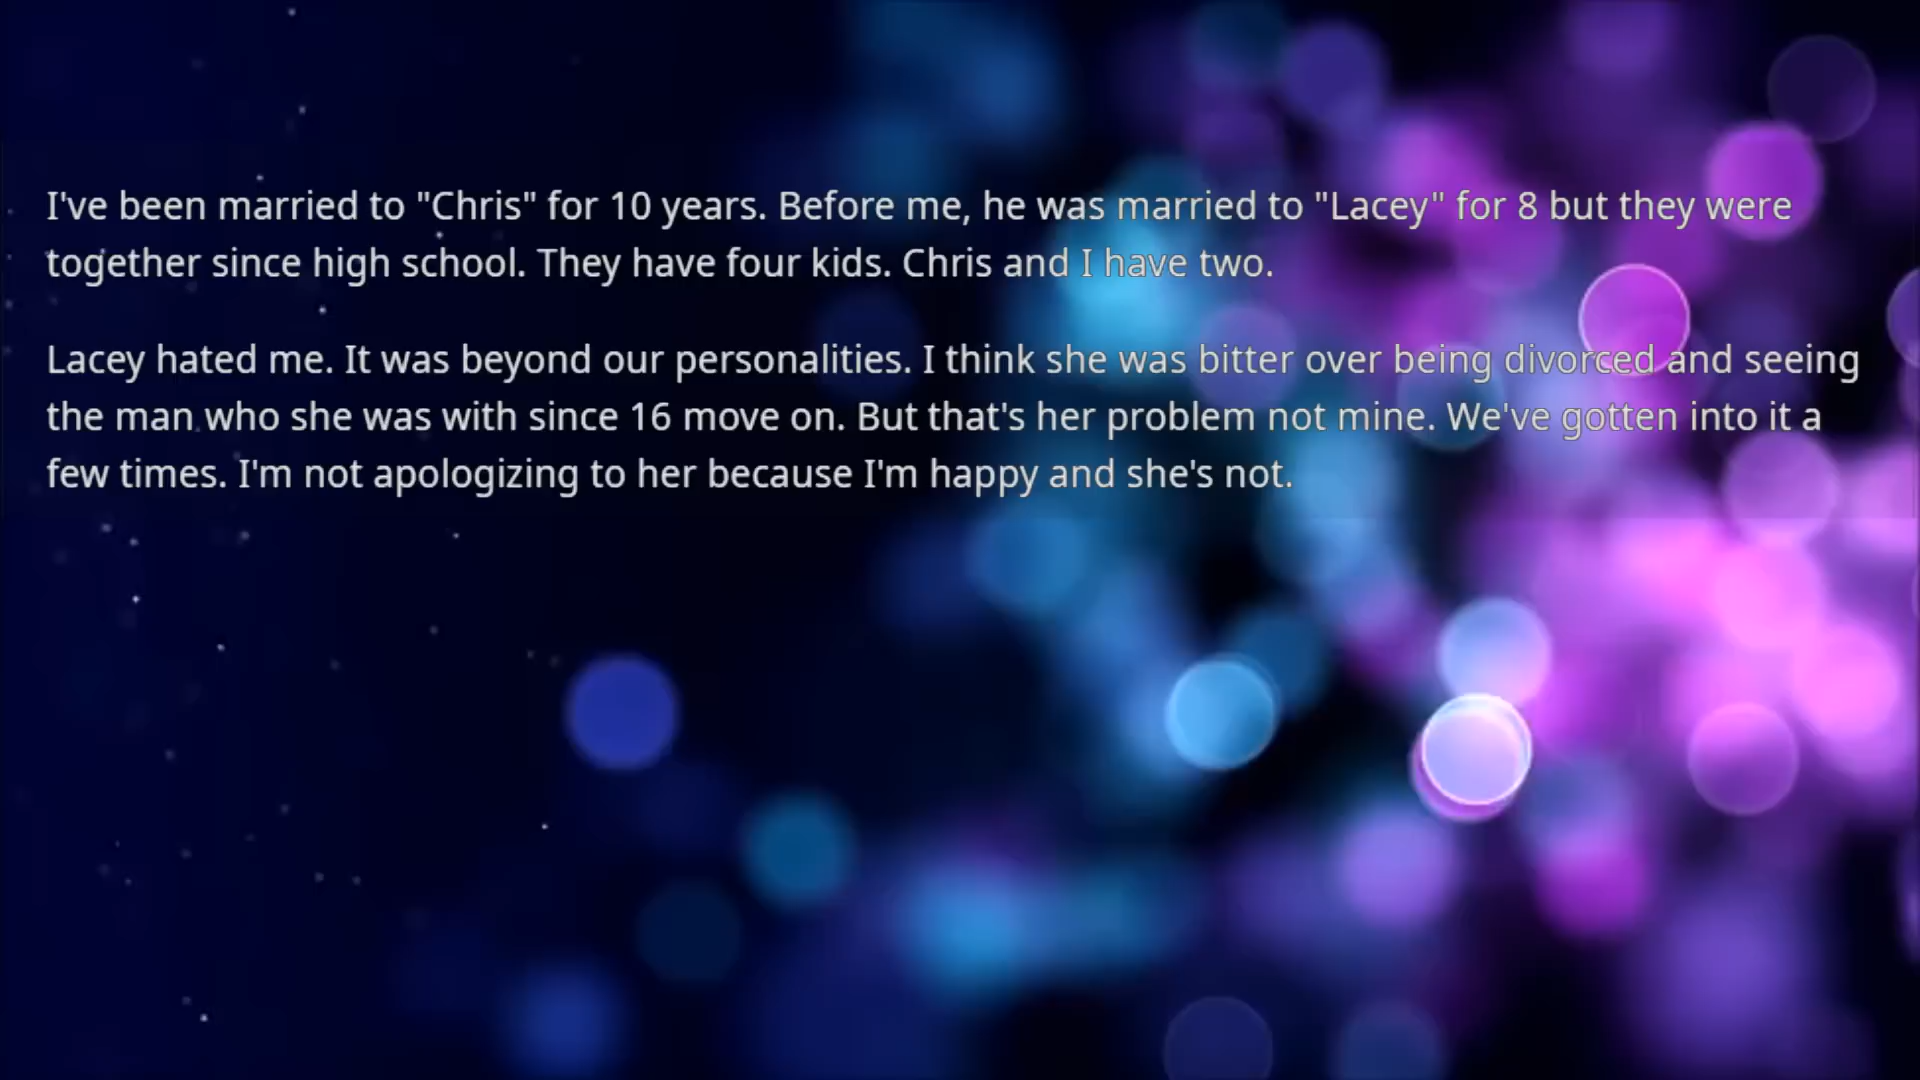 I've been married to "Chris" for 10 years. Before me, he was married to "Lacey" for 8 but they were
together since high school. They have four kids. Chris and I have two.
Lacey hated me. It was beyond our personalities. I think she was bitter over being divorced and seeing
the man who she was with since 16 move on. But that's her problem not mine. We've gotten into it a
few times. I'm not apologizing to her because I'm happy and she's not.